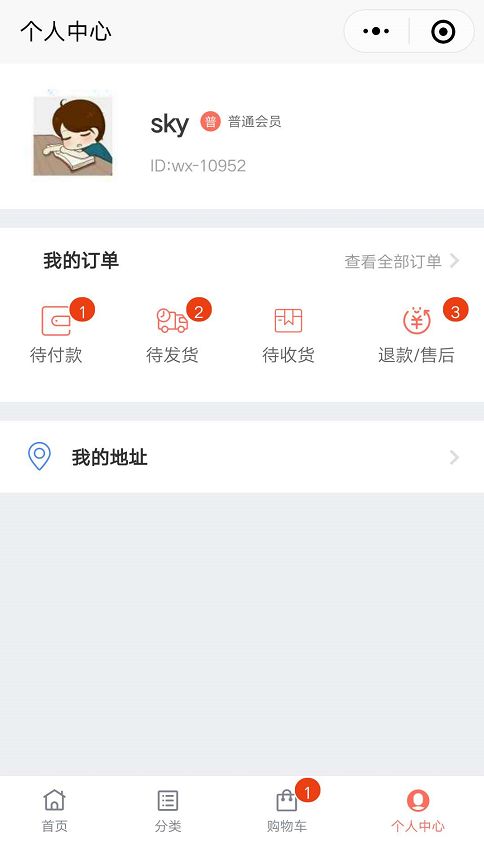 个人中心
sky 普 普通会员
ID:wx-10952
我的订单 查看全部订单
1 2 3
待付款 待发货 待收货 退款/售后
我的地址
1
首页 分类 购物车 个人中心